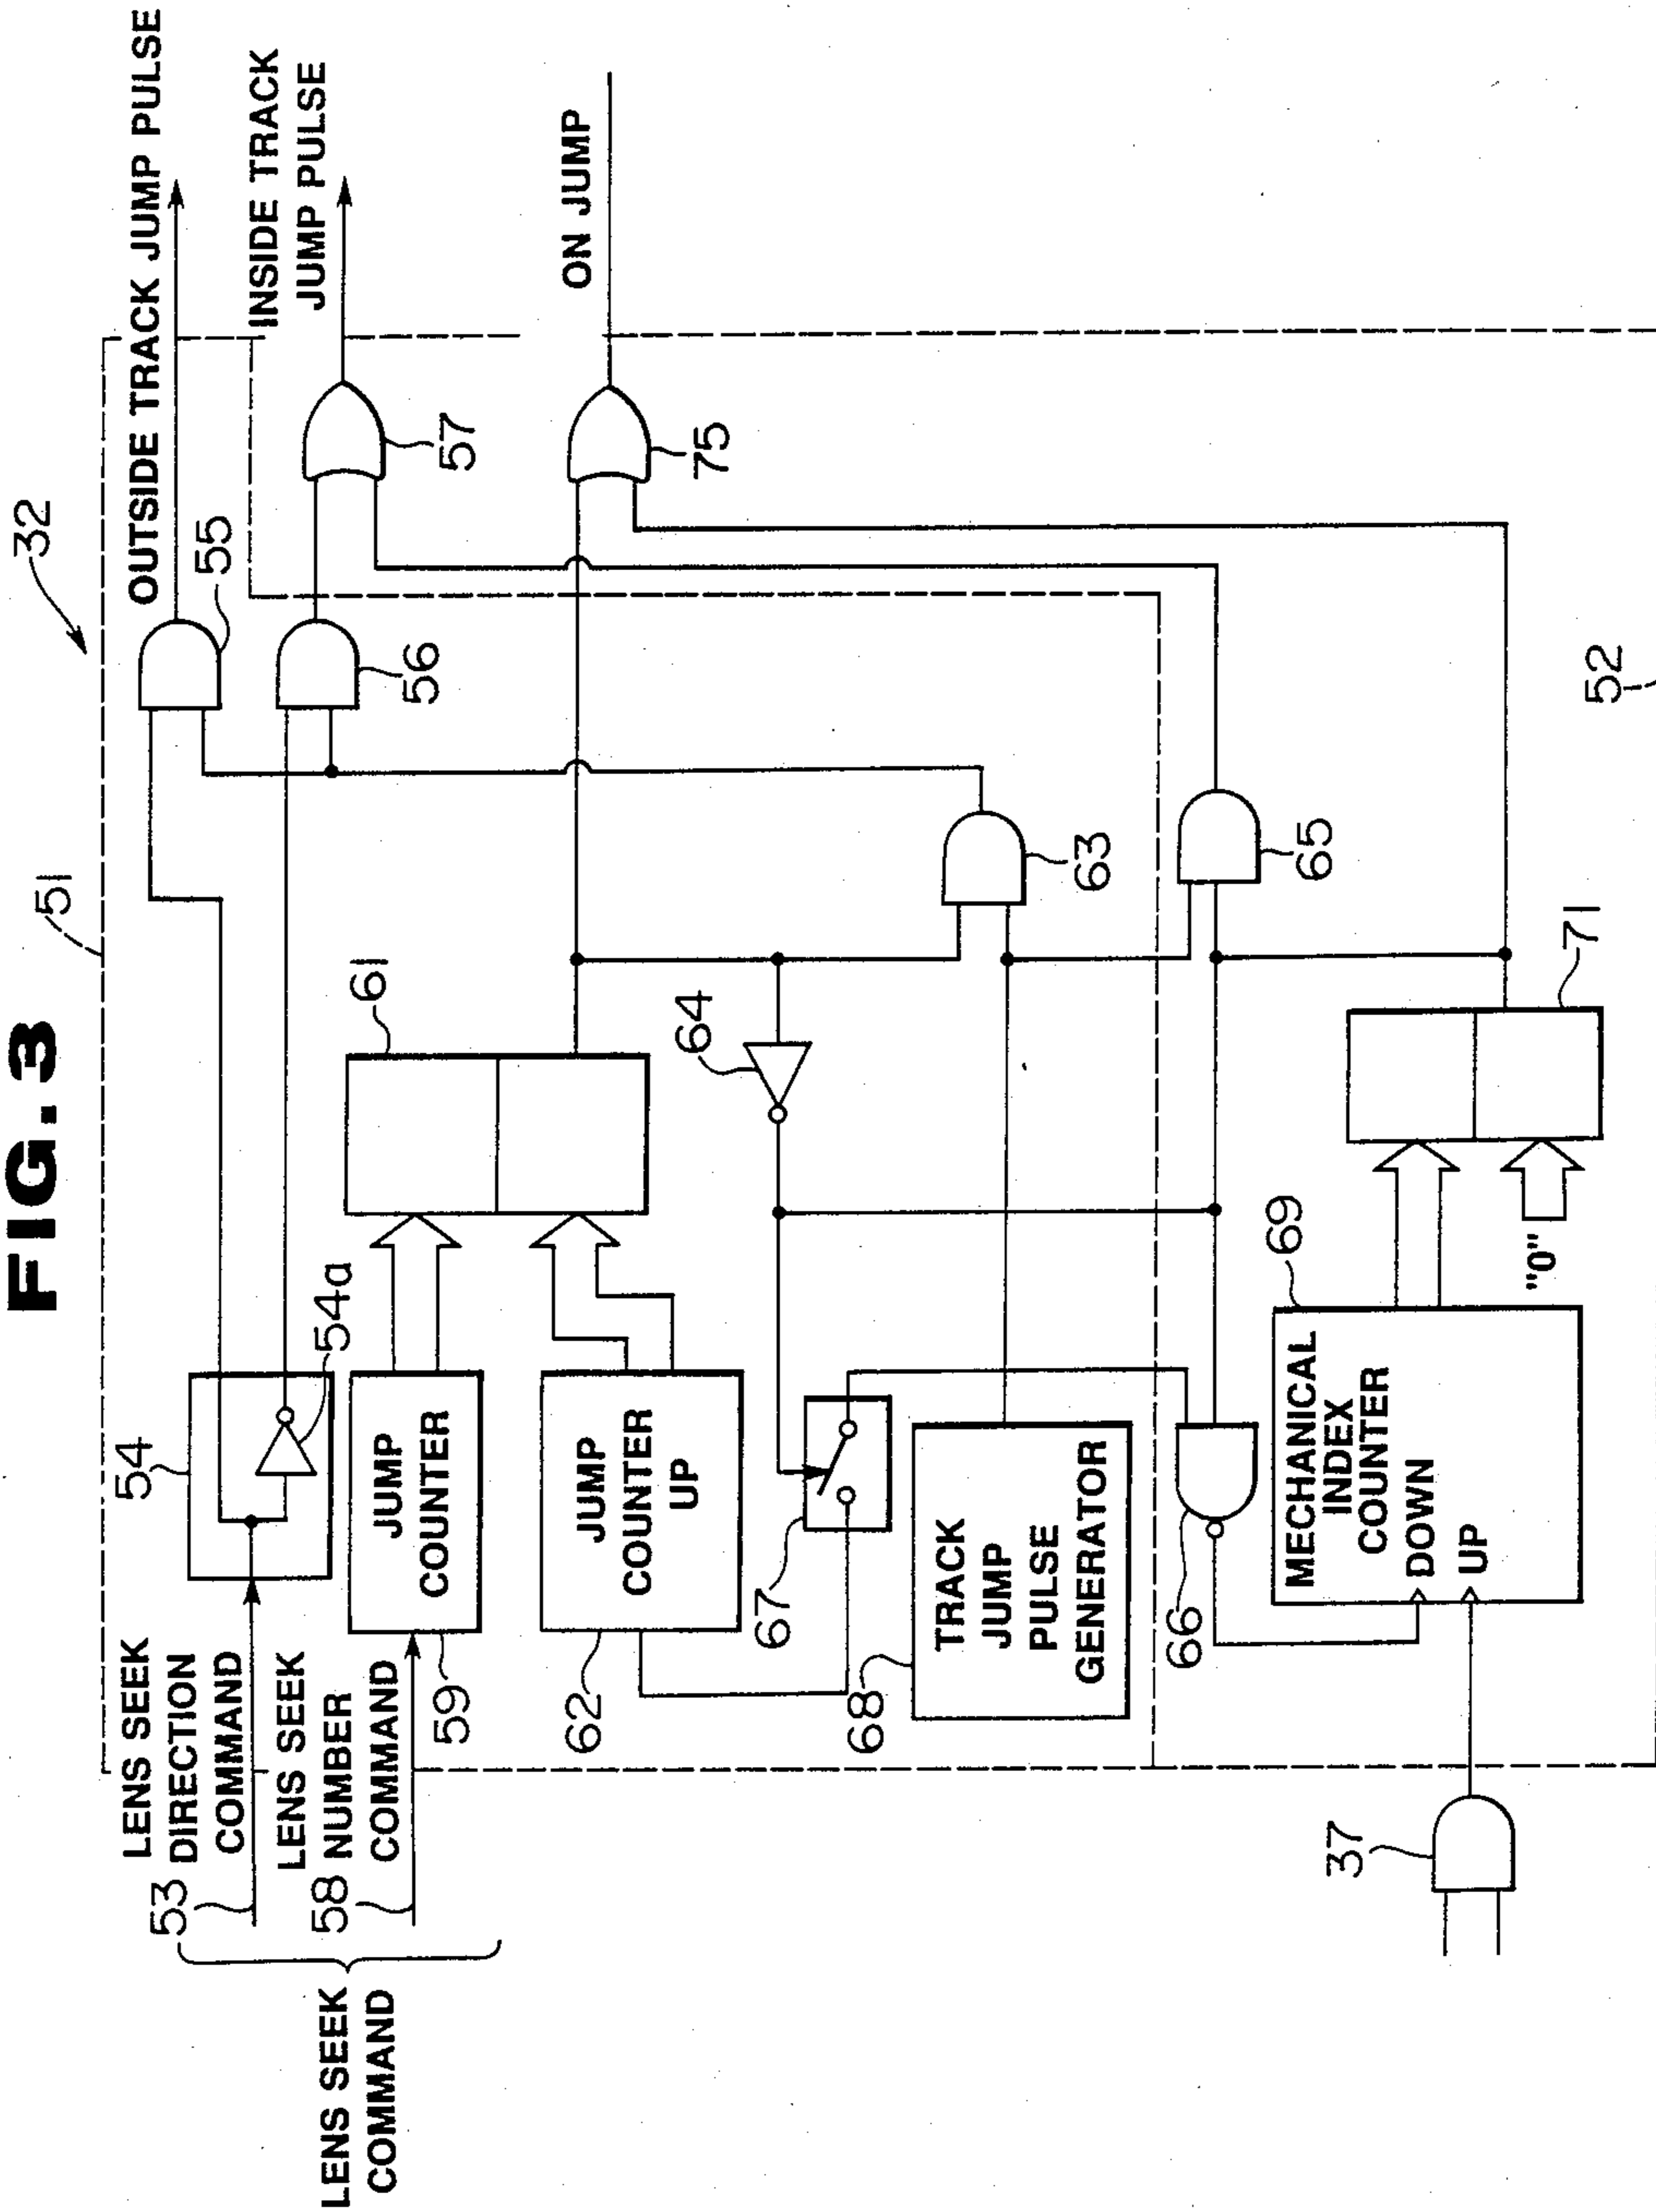 FIG. 3
32
51
OUTSIDE TRACK JUMP PULSE
55
INSIDE TRACK
JUMP PULSE
57
56
ON JUMP
75
LENS SEEK
DIRECTION
COMMAND
53
54
54a
LENS SEEK
NUMBER
COMMAND
58
LENS SEEK
COMMAND
JUMP
COUNTER
59
61
JUMP
COUNTER
UP
62
64
63
67
TRACK
JUMP
PULSE
GENERATOR
68
65
66
MECHANICAL
INDEX
COUNTER
DOWN
UP
69
71
"0"
37
52